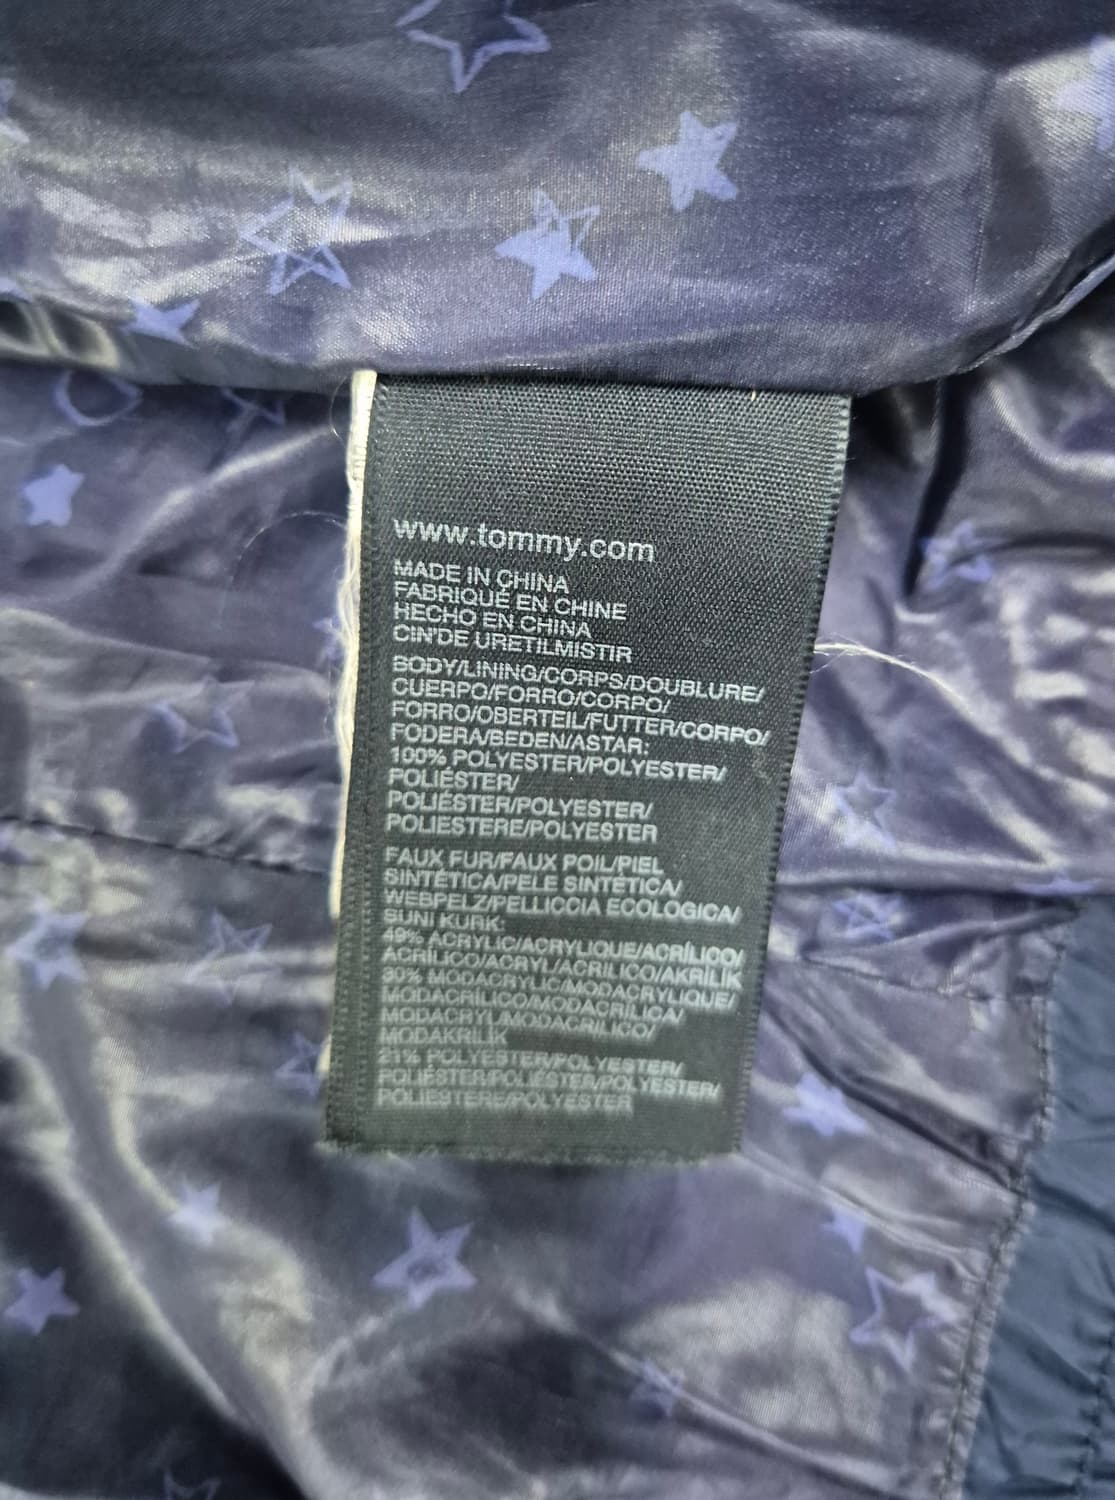 www.tommy.com
MADE IN CHINA
FABRIQUÉ EN CHINE
HECHO EN CHINA
CIN'DE URETILMISTIR
BODY/LINING/CORPS/DOUBLURE/
CUERPO/FORRO/CORPO/
FORRO/OBERTEIL/FUTTER/CORPO/
FODERA/BEDEN/ASTAR:
100% POLYESTER/POLYESTER/
POLIÉSTER/
POLIÉSTER/POLYESTER/
POLIESTERE/POLYESTER
FAUX FUR/FAUX POIL/PIEL
SINTÉTICA/PELE SINTÉTICA/
WEBPELZ/PELLICCIA ECOLOGICA/
SUNI KURK:
49% ACRYLIC/ACRYLIQUE/ACRÍLICO/
ACRÍLICO/ACRYL/ACRILICO/AKRİLİK
30% MODACRYLIC/MODACRYLIQUE/
MODACRÍLICO/MODACRÍLICA/
MODACRYL/MODACRILICO/
MODAKRİLİK
21% POLYESTER/POLYESTER/
POLIÉSTER/POLIÉSTER/POLYESTER/
POLIESTERE/POLYESTER